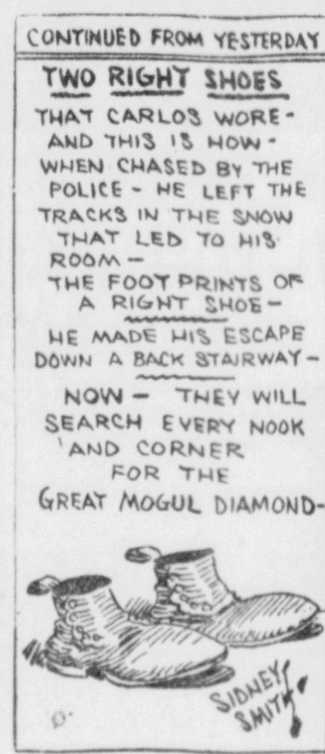 CONTINUED FROM YESTERDAY
TWO RIGHT SHOES
THAT CARLOS WORE-
AND THIS IS HOW-
WHEN CHASED BY THE
POLICE - HE LEFT THE
TRACKS IN THE SNOW
THAT LED TO HIS
ROOM-
THE FOOT PRINTS OF
A RIGHT SHOE-
HE MADE HIS ESCAPE
DOWN A BACK STAIRWAY-
NOW - THEY WILL
SEARCH EVERY NOOK
AND CORNER
FOR THE
GREAT MOGUL DIAMOND-
SIDNEY
SMITH